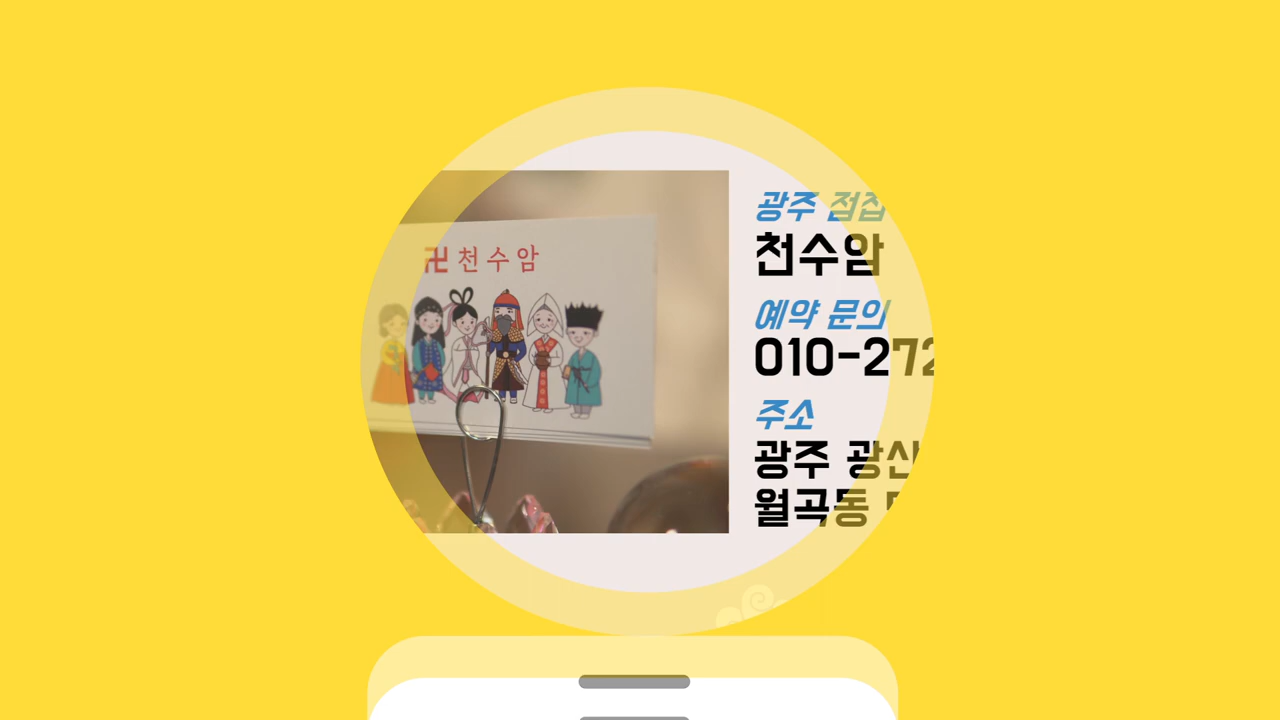 卍 천수암
광주 점집
천수암
예약 문의
010-272
주소
광주 광산
월곡동